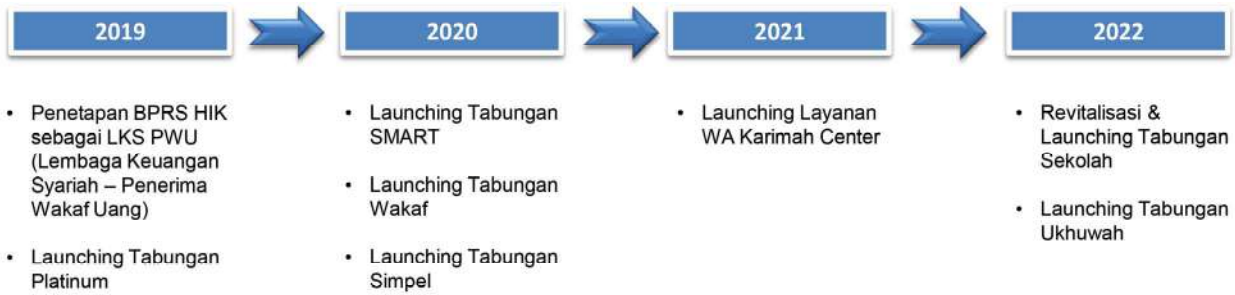 2019
2020
2021
2022
• Penetapan BPRS HIK
sebagai LKS PWU
(Lembaga Keuangan
Syariah – Penerima
Wakaf Uang)
• Launching Tabungan
Platinum
• Launching Tabungan
SMART
• Launching Tabungan
Wakaf
• Launching Tabungan
Simpel
• Launching Layanan
WA Karimah Center
• Revitalisasi &
Launching Tabungan
Sekolah
• Launching Tabungan
Ukhuwah